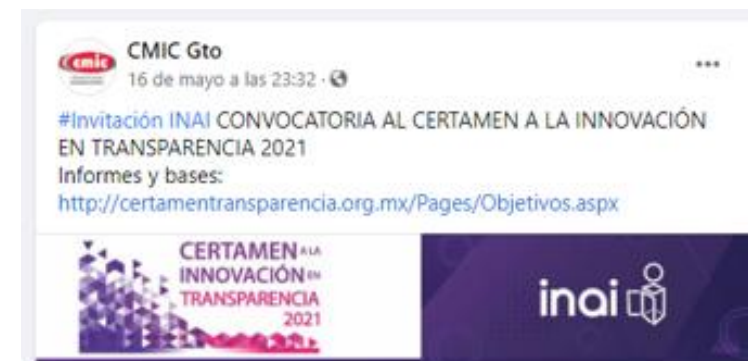 cmic
CMIC Gto
16 de mayo a las 23:32 ·
#Invitación INAI CONVOCATORIA AL CERTAMEN A LA INNOVACIÓN
EN TRANSPARENCIA 2021
Informes y bases:
http://certamentransparencia.org.mx/Pages/Objetivos.aspx
CERTAMEN A LA
INNOVACIÓN EN
TRANSPARENCIA
2021
inai